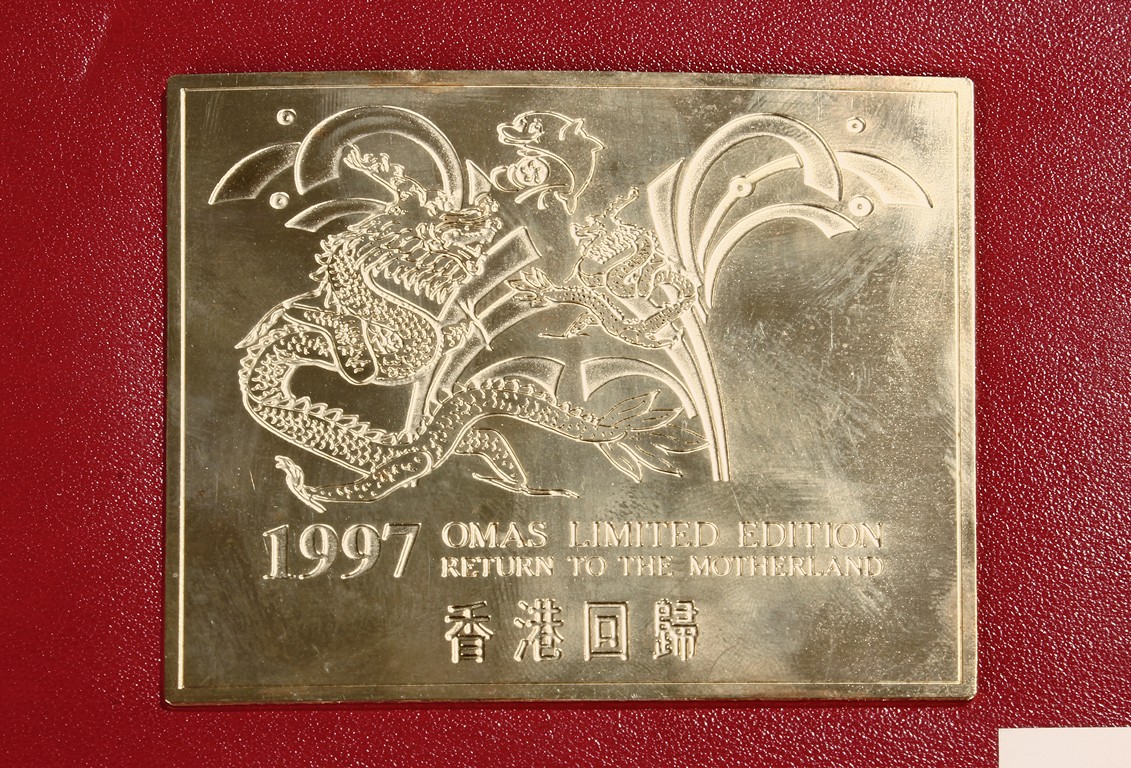 1997 OMAS LIMITED EDITION
RETURN TO THE MOTHERLAND
香港回歸